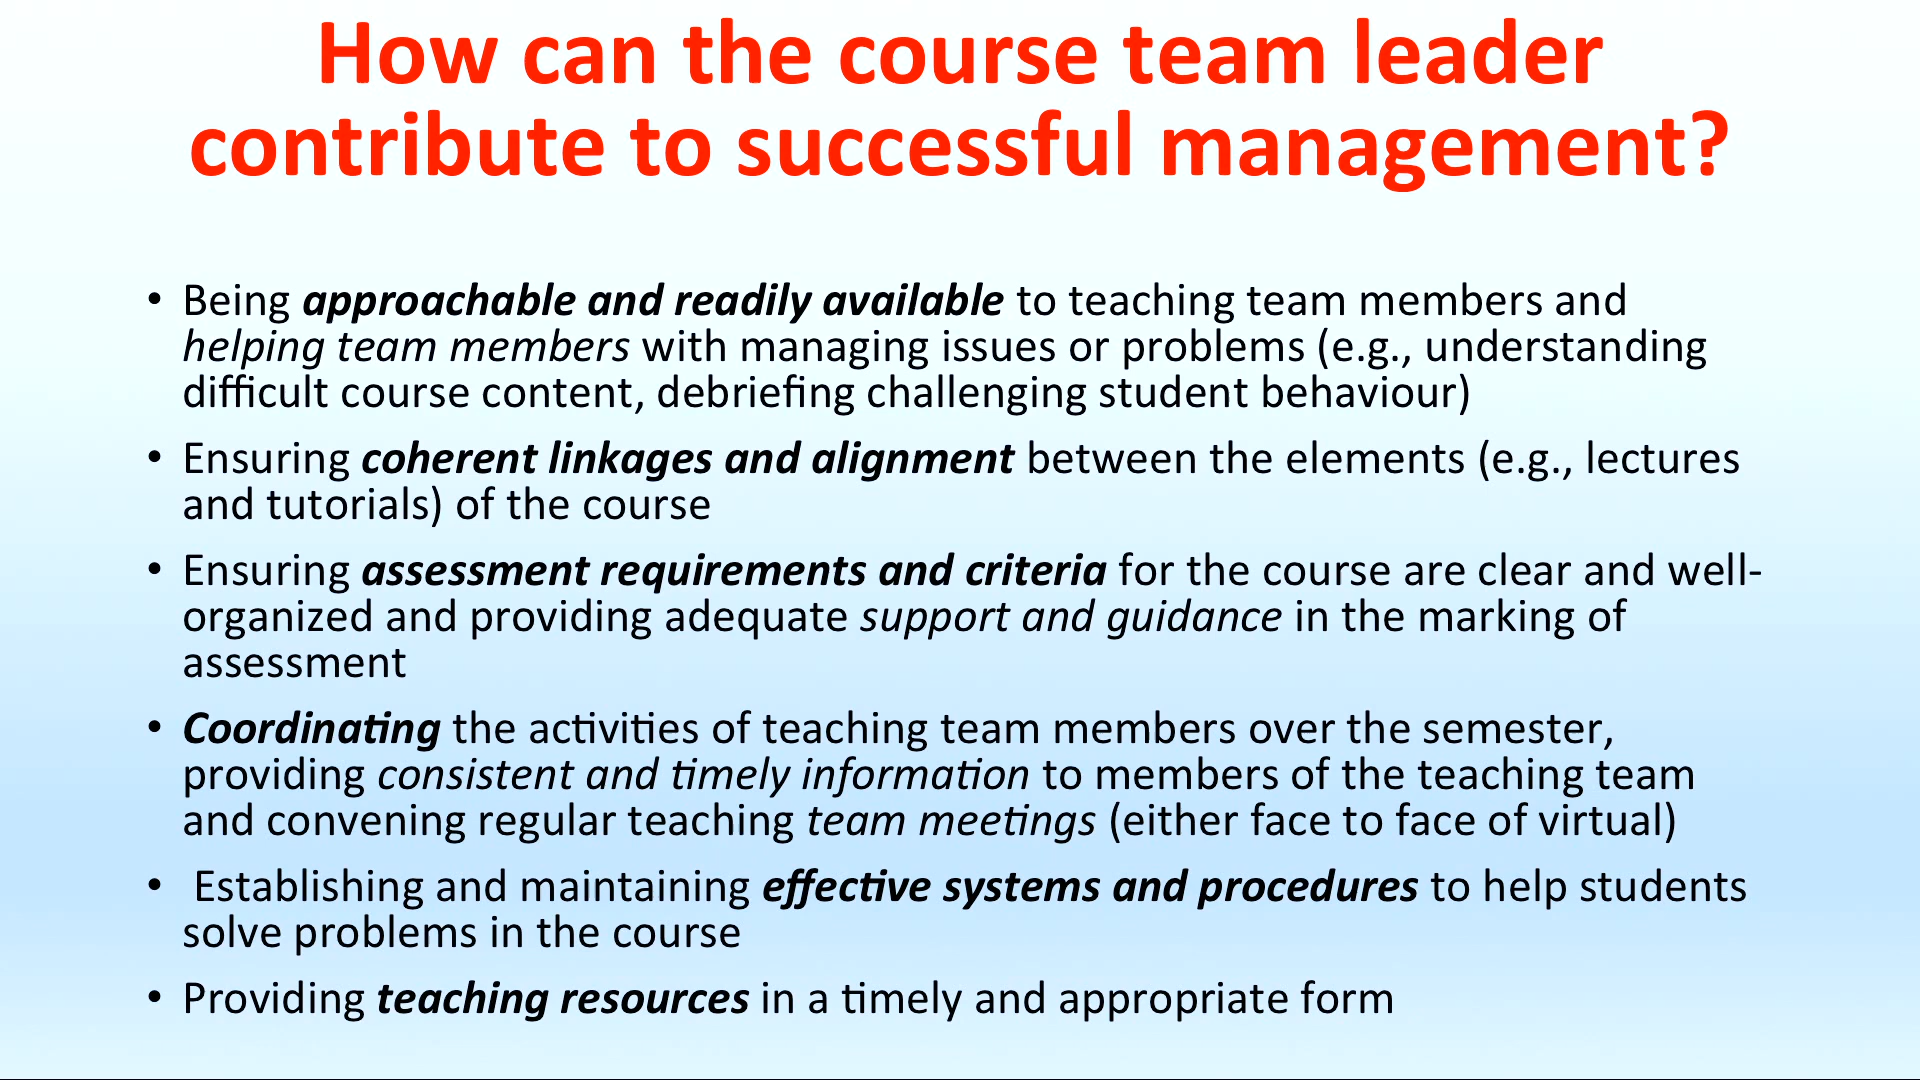 How can the course team leader
contribute to successful management?
• Being approachable and readily available to teaching team members and
helping team members with managing issues or problems (e.g., understanding
difficult course content, debriefing challenging student behaviour)
• Ensuring coherent linkages and alignment between the elements (e.g., lectures
and tutorials) of the course
• Ensuring assessment requirements and criteria for the course are clear and well-
organized and providing adequate support and guidance in the marking of
assessment
• Coordinating the activities of teaching team members over the semester,
providing consistent and timely information to members of the teaching team
and convening regular teaching team meetings (either face to face of virtual)
• Establishing and maintaining effective systems and procedures to help students
solve problems in the course
• Providing teaching resources in a timely and appropriate form